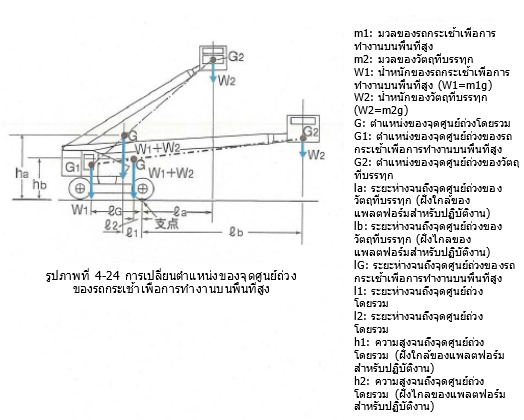 G2
W2
G
G1
W1+W2
W1+W2
G2
W2
ha
hb
W1
ℓG
ℓa
ℓ2
ℓ1
支点
ℓb
รูปภาพที่ 4-24 การเปลี่ยนตำแหน่งของจุดศูนย์ถ่วง
ของรถกระเช้าเพื่อการทำงานบนพื้นที่สูง
m1: มวลของรถกระเช้าเพื่อการ
ทำงานบนพื้นที่สูง
m2: มวลของวัตถุที่บรรทุก
W1: น้ำหนักของรถกระเช้าเพื่อการ
ทำงานบนพื้นที่สูง (W1=m1g)
W2: น้ำหนักของวัตถุที่บรรทุก
(W2=m2g)
G: ตำแหน่งของจุดศูนย์ถ่วงโดยรวม
G1: ตำแหน่งของจุดศูนย์ถ่วงของรถ
กระเช้าเพื่อการทำงานบนพื้นที่สูง
G2: ตำแหน่งของจุดศูนย์ถ่วงของวัตถุ
ที่บรรทุก
la: ระยะห่างจนถึงจุดศูนย์ถ่วงของ
วัตถุที่บรรทุก (ฝั่งใกล้ของ
แพลตฟอร์มสำหรับปฏิบัติงาน)
lb: ระยะห่างจนถึงจุดศูนย์ถ่วงของ
วัตถุที่บรรทุก (ฝั่งไกลของ
แพลตฟอร์มสำหรับปฏิบัติงาน)
lG: ระยะห่างจนถึงจุดศูนย์ถ่วงของรถ
กระเช้าเพื่อการทำงานบนพื้นที่สูง
l1: ระยะห่างจนถึงจุดศูนย์ถ่วง
โดยรวม
l2: ระยะห่างจนถึงจุดศูนย์ถ่วง
โดยรวม
h1: ความสูงจนถึงจุดศูนย์ถ่วง
โดยรวม (ฝั่งใกล้ของแพลตฟอร์ม
สำหรับปฏิบัติงาน)
h2: ความสูงจนถึงจุดศูนย์ถ่วง
โดยรวม (ฝั่งไกลของแพลตฟอร์ม
สำหรับปฏิบัติงาน)